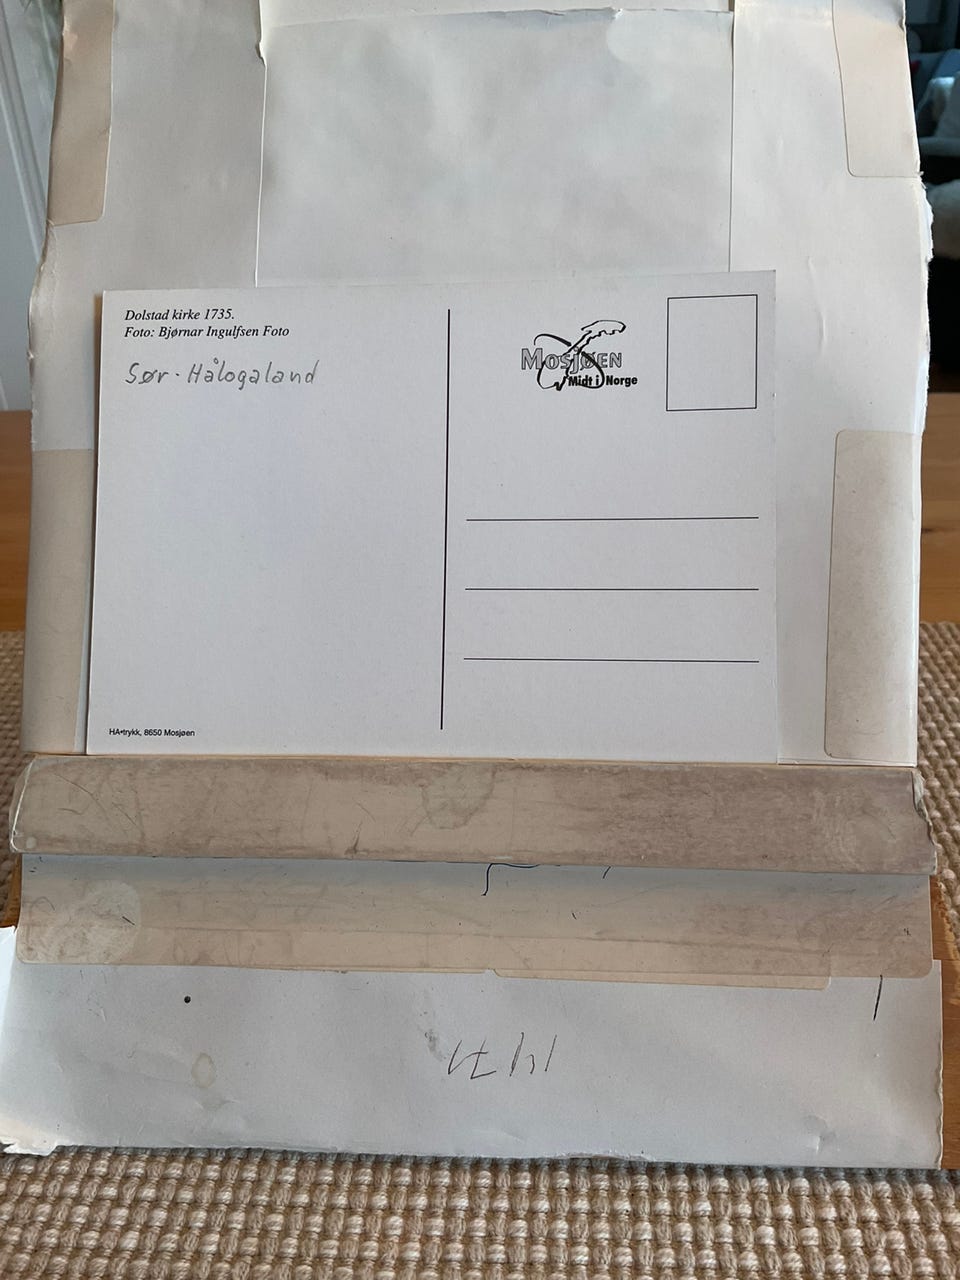 Dolstad kirke 1735.
Foto: Bjørnar Ingulfsen Foto
Sør-Hålogaland
MOSJØEN
Midt i Norge
HA•trykk, 8650 Mosjøen